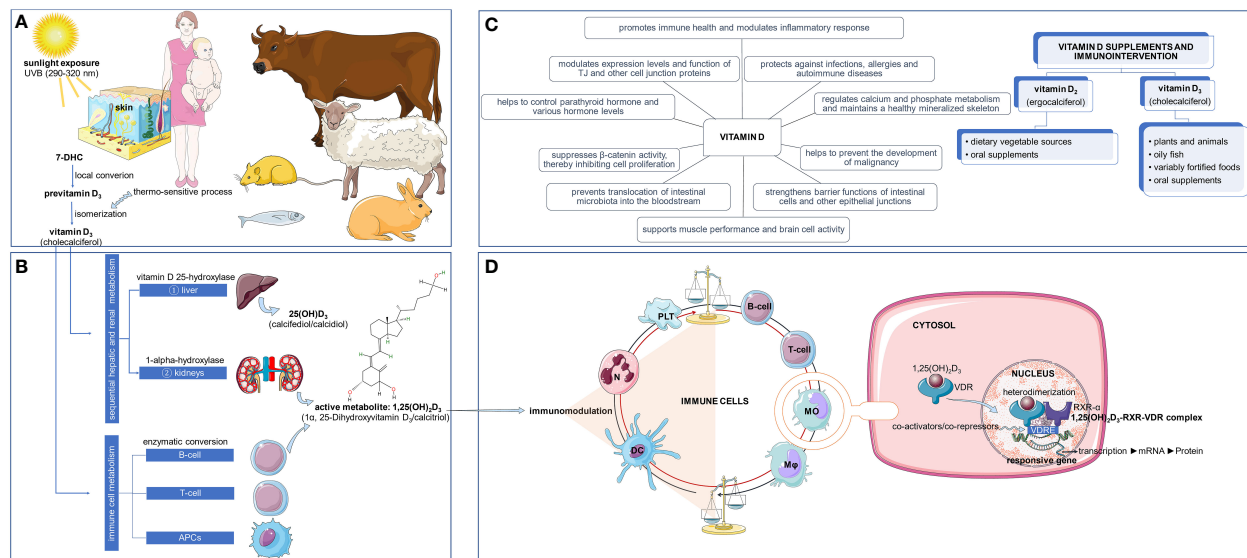 A
sunlight exposure
UVB (290-320 nm)
skin
7-DHC
local converion
previtamin D₃
thermo-sensitive process
isomerization
vitamin D₃
(cholecalciferol)
B
sequential hepatic and renal metabolism
vitamin D 25-hydroxylase
① liver
25(OH)D₃
(calcifediol/calcidiol)
1-alpha-hydroxylase
② kidneys
H
O
H
H
H
H
H
H
H
O
O
H
H
active metabolite: 1,25(OH)₂D₃
(1α, 25-Dihydroxyvitamin D₃/calcitriol)
immune cell metabolism
enzymatic conversion
B-cell
T-cell
APCs
C
promotes immune health and modulates inflammatory response
modulates expression levels and function of
TJ and other cell junction proteins
protects against infections, allergies and
autoimmune diseases
helps to control parathyroid hormone and
various hormone levels
regulates calcium and phosphate metabolism
and maintains a healthy mineralized skeleton
VITAMIN D
suppresses β-catenin activity,
thereby inhibiting cell proliferation
helps to prevent the development
of malignancy
prevents translocation of intestinal
microbiota into the bloodstream
strengthens barrier functions of intestinal
cells and other epithelial junctions
supports muscle performance and brain cell activity
VITAMIN D SUPPLEMENTS AND
IMMUNOINTERVENTION
vitamin D₂
(ergocalciferol)
vitamin D₃
(cholecalciferol)
• dietary vegetable sources
• oral supplements
• plants and animals
• oily fish
• variably fortified foods
• oral supplements
D
immunomodulation
IMMUNE CELLS
PLT
B-cell
T-cell
N
MO
DC
Mφ
CYTOSOL
1,25(OH)₂D₃
VDR
NUCLEUS
heterodimerization
RXR-α
1,25(OH)₂D₃-RXR-VDR complex
co-activators/co-repressors
VDRE
responsive gene
transcription ►mRNA ►Protein